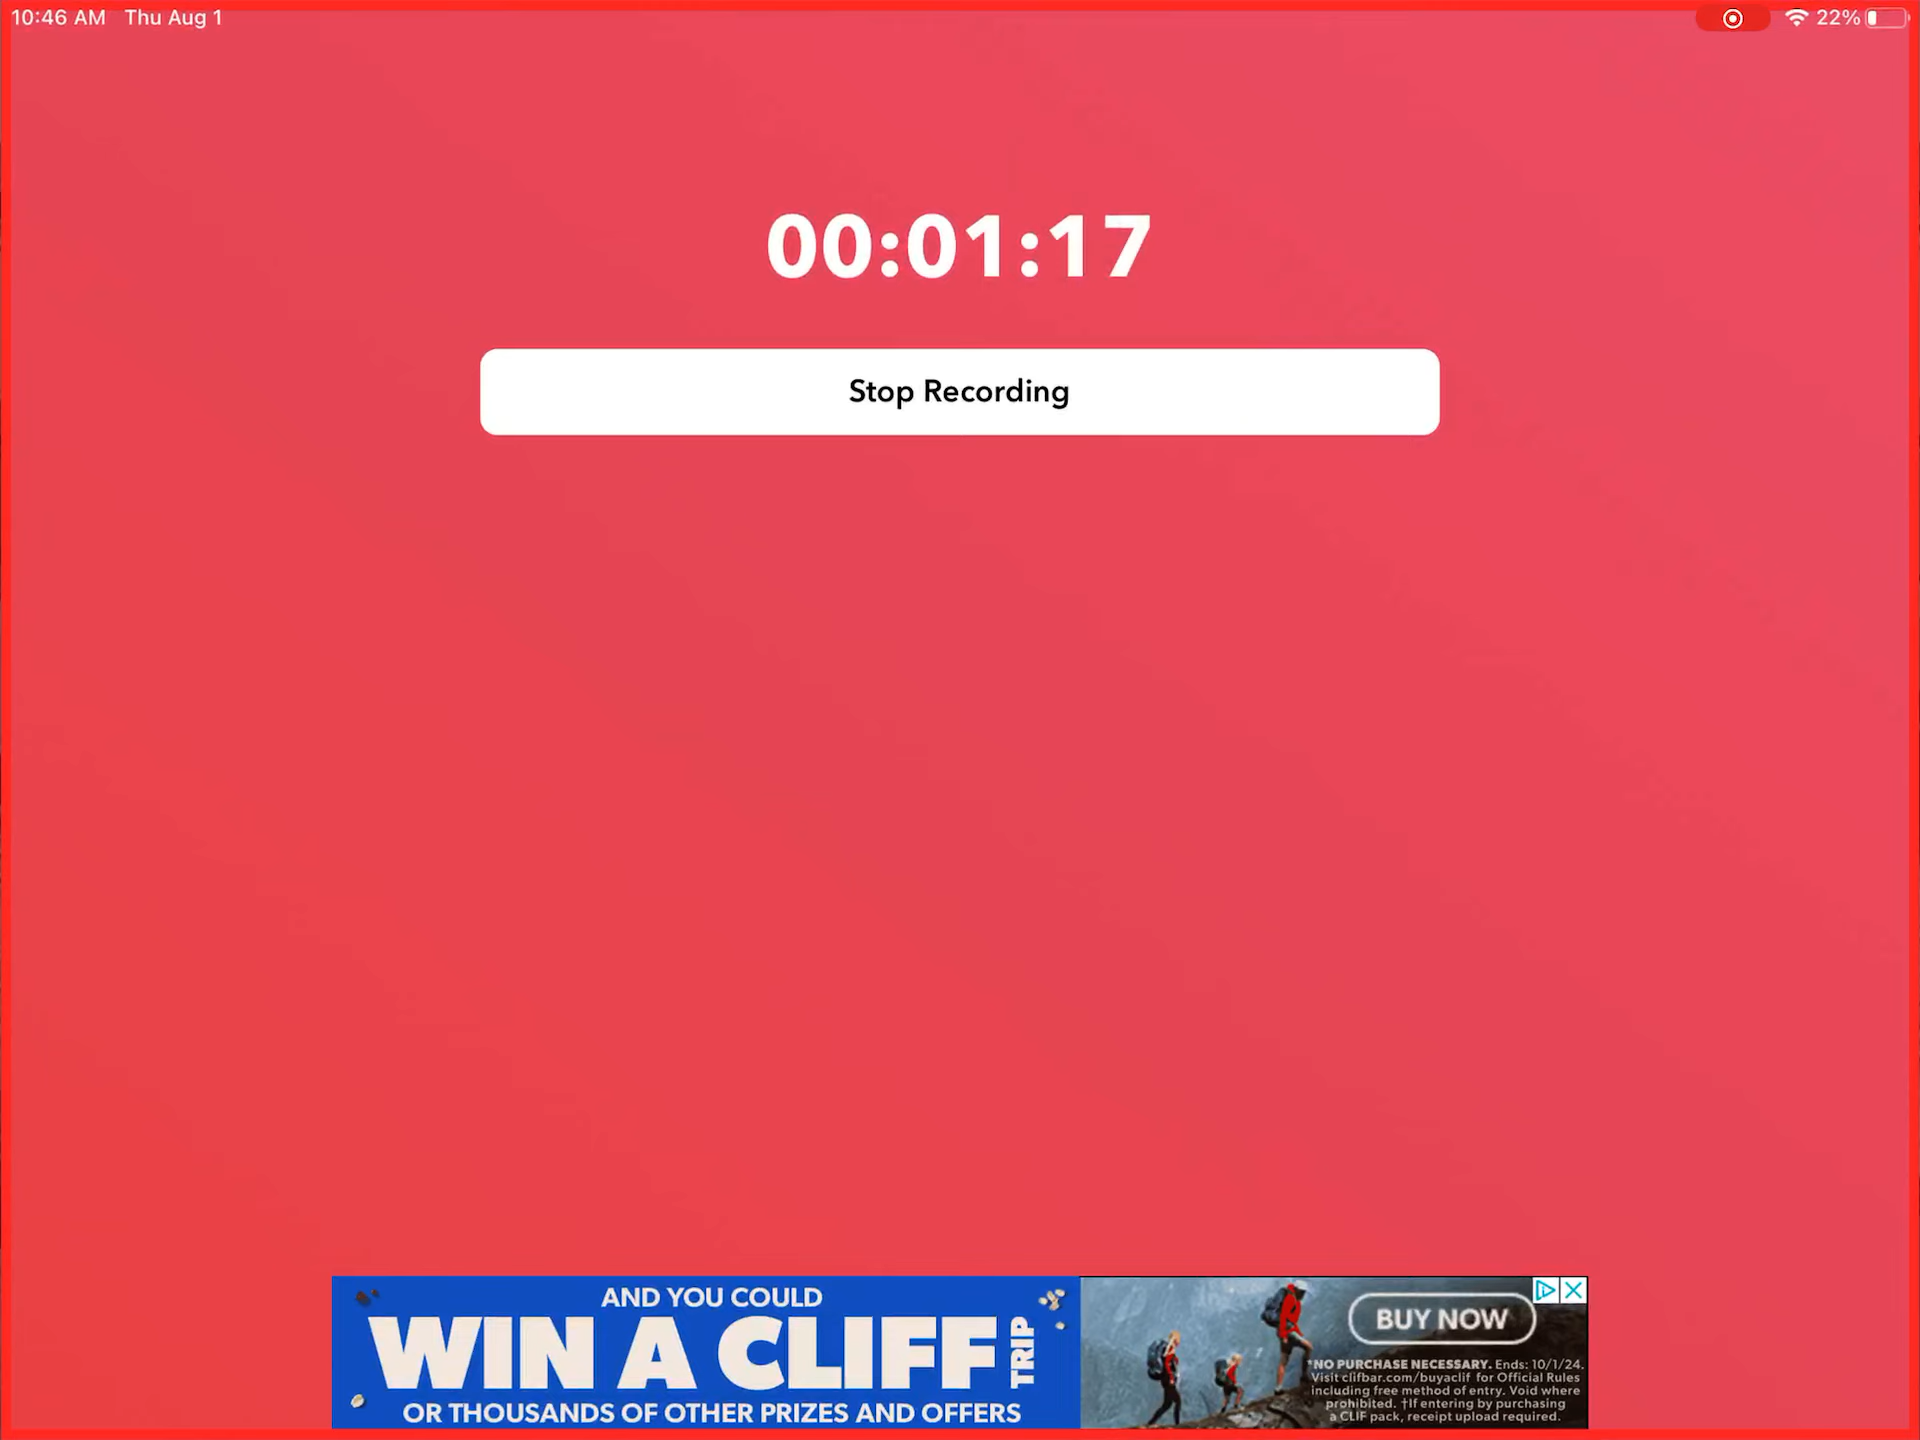 10:46 AM Thu Aug 1
22%
00:01:17
Stop Recording
AND YOU COULD
WIN A CLIFF
TRIP
OR THOUSANDS OF OTHER PRIZES AND OFFERS
BUY NOW
*NO PURCHASE NECESSARY. Ends: 10/1/24.
Visit clifbar.com/buyaclif for Official Rules
including free method of entry. Void where
prohibited. †If entering by purchasing
a CLIF pack, receipt upload required.